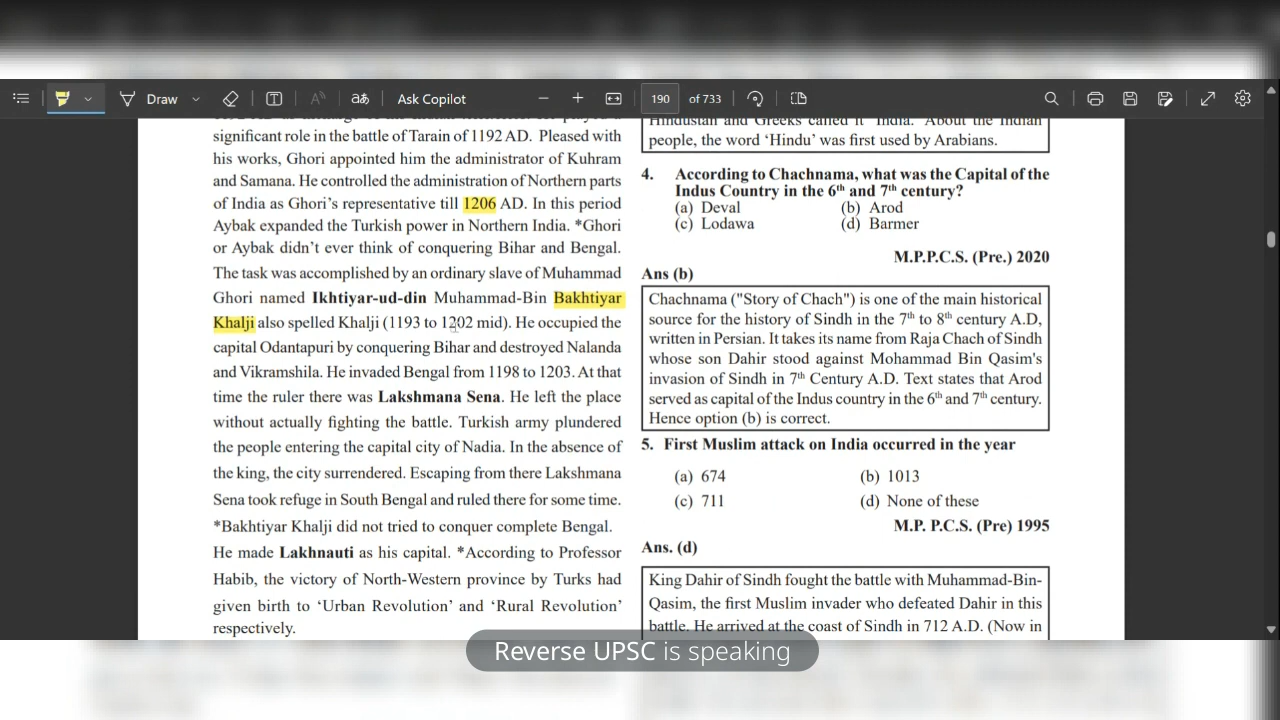 Draw
aあ
Ask Copilot
190 of 733
significant role in the battle of Tarain of 1192 AD. Pleased with
his works, Ghori appointed him the administrator of Kuhram
and Samana. He controlled the administration of Northern parts
of India as Ghori's representative till 1206 AD. In this period
Aybak expanded the Turkish power in Northern India. *Ghori
or Aybak didn't ever think of conquering Bihar and Bengal.
The task was accomplished by an ordinary slave of Muhammad
Ghori named Ikhtiyar-ud-din Muhammad-Bin Bakhtiyar
Khalji also spelled Khalji (1193 to 1202 mid). He occupied the
capital Odantapuri by conquering Bihar and destroyed Nalanda
and Vikramshila. He invaded Bengal from 1198 to 1203. At that
time the ruler there was Lakshmana Sena. He left the place
without actually fighting the battle. Turkish army plundered
the people entering the capital city of Nadia. In the absence of
the king, the city surrendered. Escaping from there Lakshmana
Sena took refuge in South Bengal and ruled there for some time.
*Bakhtiyar Khalji did not tried to conquer complete Bengal.
He made Lakhnauti as his capital. *According to Professor
Habib, the victory of North-Western province by Turks had
given birth to 'Urban Revolution' and 'Rural Revolution'
respectively.
Hindustan and Greeks called it 'India. About the Indian
people, the word 'Hindu' was first used by Arabians.
4. According to Chachnama, what was the Capital of the
Indus Country in the 6th and 7th century?
(a) Deval (b) Arod
(c) Lodawa (d) Barmer
M.P.P.C.S. (Pre.) 2020
Ans (b)
Chachnama ("Story of Chach") is one of the main historical
source for the history of Sindh in the 7th to 8th century A.D,
written in Persian. It takes its name from Raja Chach of Sindh
whose son Dahir stood against Mohammad Bin Qasim's
invasion of Sindh in 7th Century A.D. Text states that Arod
served as capital of the Indus country in the 6th and 7th century.
Hence option (b) is correct.
5. First Muslim attack on India occurred in the year
(a) 674 (b) 1013
(c) 711 (d) None of these
M.P. P.C.S. (Pre) 1995
Ans. (d)
King Dahir of Sindh fought the battle with Muhammad-Bin-
Qasim, the first Muslim invader who defeated Dahir in this
battle. He arrived at the coast of Sindh in 712 A.D. (Now in
Reverse UPSC is speaking